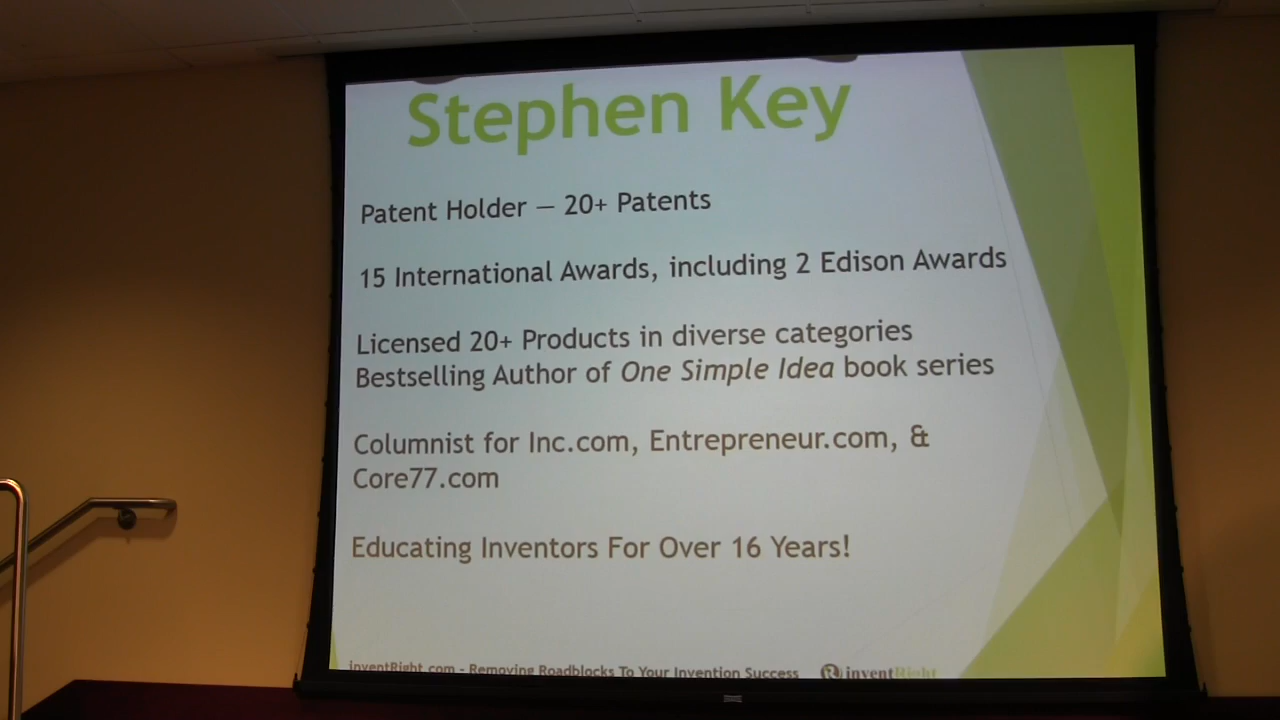 Stephen Key
Patent Holder — 20+ Patents
15 International Awards, including 2 Edison Awards
Licensed 20+ Products in diverse categories
Bestselling Author of One Simple Idea book series
Columnist for Inc.com, Entrepreneur.com, &
Core77.com
Educating Inventors For Over 16 Years!
inventRight.com - Removing Roadblocks To Your Invention Success
inventRight